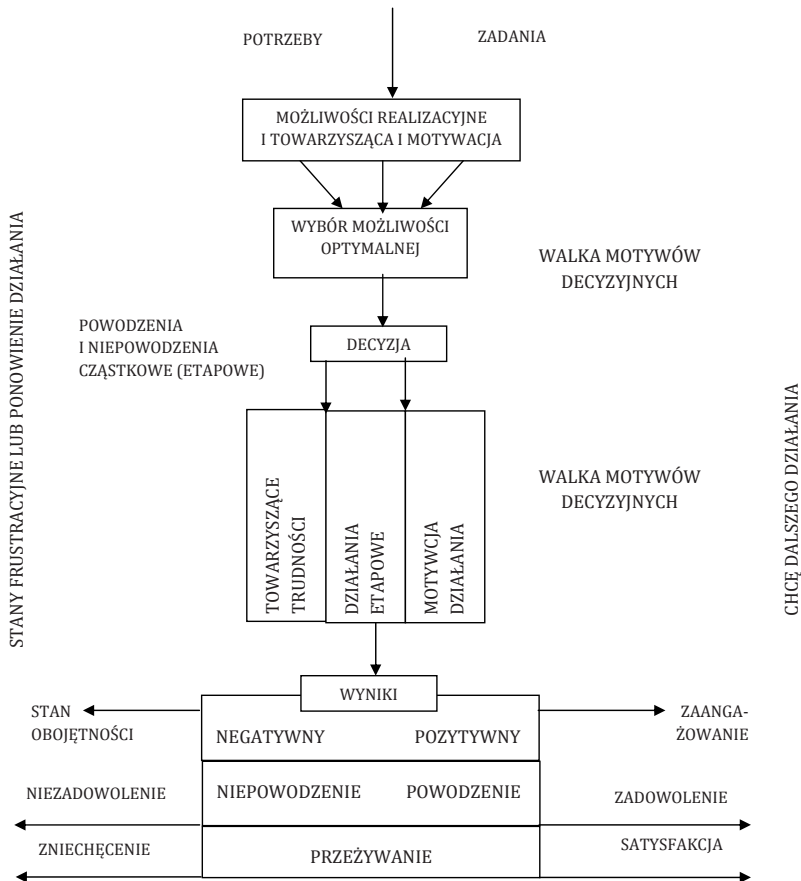 POTRZEBY
ZADANIA
MOŻLIWOŚCI REALIZACYJNE
I TOWARZYSZĄCA I MOTYWACJA
WYBÓR MOŻLIWOŚCI
OPTYMALNEJ
WALKA MOTYWÓW
DECYZYJNYCH
POWODZENIA
I NIEPOWODZENIA
CZĄSTKOWE (ETAPOWE)
DECYZJA
STANY FRUSTRACYJNE LUB PONOWIENIE DZIAŁANIA
TOWARZYSZĄCE
TRUDNOŚCI
DZIAŁANIA
ETAPOWE
MOTYWCJA
DZIAŁANIA
WALKA MOTYWÓW
DECYZYJNYCH
CHCĘ DALSZEGO DZIAŁANIA
WYNIKI
STAN
OBOJĘTNOŚCI
NEGATYWNY
POZYTYWNY
ZAANGA-
ŻOWANIE
NIEZADOWOLENIE
NIEPOWODZENIE
POWODZENIE
ZADOWOLENIE
ZNIECHĘCENIE
PRZEŻYWANIE
SATYSFAKCJA